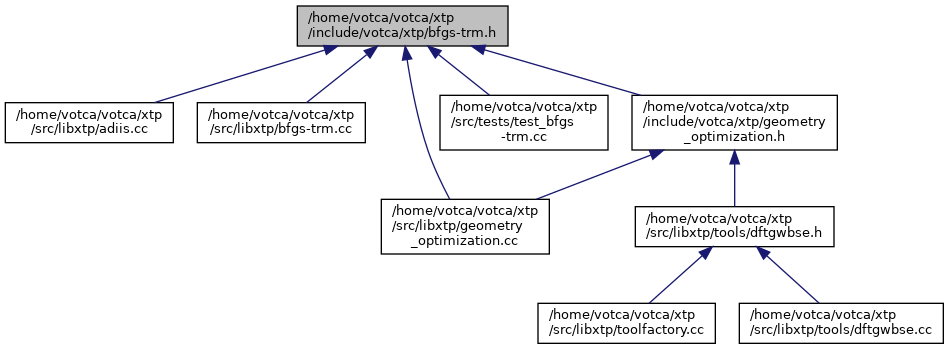 /home/votca/votca/xtp
/include/votca/xtp/bfgs-trm.h
/home/votca/votca/xtp
/src/libxtp/adiis.cc
/home/votca/votca/xtp
/src/libxtp/bfgs-trm.cc
/home/votca/votca/xtp
/src/tests/test_bfgs
-trm.cc
/home/votca/votca/xtp
/include/votca/xtp/geometry
_optimization.h
/home/votca/votca/xtp
/src/libxtp/geometry
_optimization.cc
/home/votca/votca/xtp
/src/libxtp/tools/dftgwbse.h
/home/votca/votca/xtp
/src/libxtp/toolfactory.cc
/home/votca/votca/xtp
/src/libxtp/tools/dftgwbse.cc